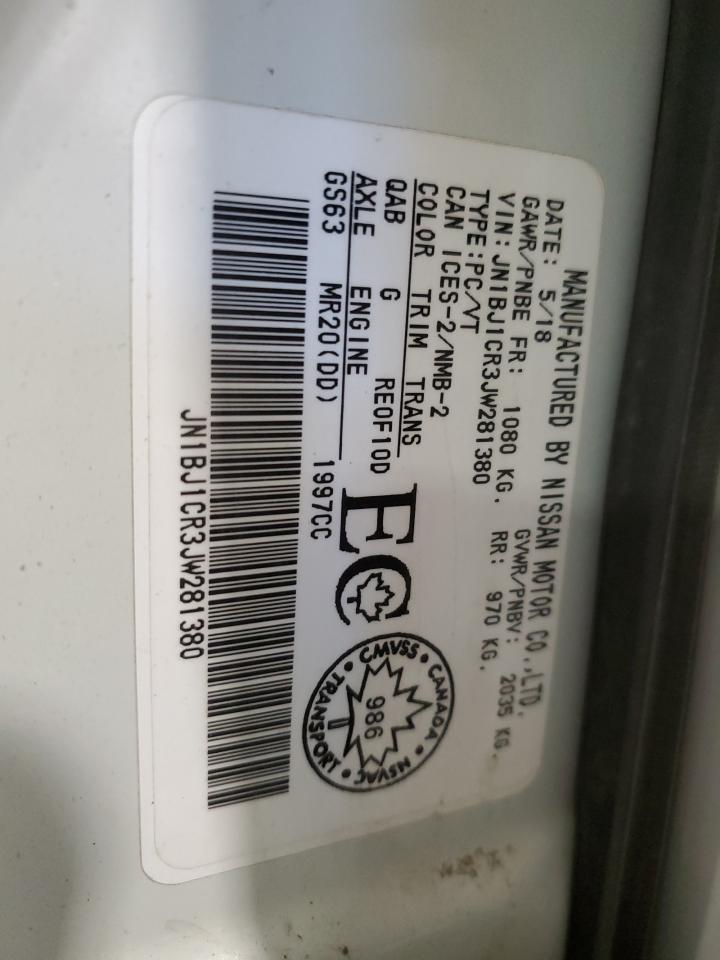 MANUFACTURED BY NISSAN MOTOR CO.,LTD.
DATE: 5/18 GVWR/PNBV: 2035 KG.
GAWR/PNBE FR: 1080 KG. RR: 970 KG.
VIN:JN1BJ1CR3JW281380
TYPE:PC/VT
CAN ICES-2/NMB-2
COLOR TRIM TRANS
QAB G RE0F10D
AXLE ENGINE
GS63 MR20(DD) 1997CC
EC
CANADA • NSVAC • TRANSPORT • CMVSS •
986
JN1BJ1CR3JW281380